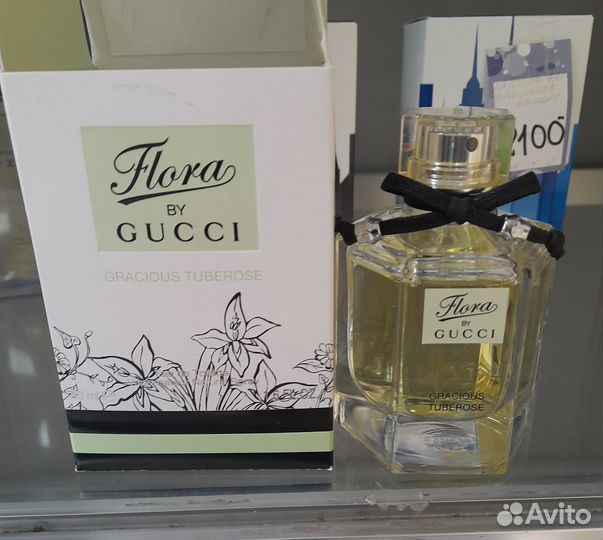 Flora
BY
GUCCI
GRACIOUS TUBEROSE
2100
Flora
BY
GUCCI
GRACIOUS
TUBEROSE
Avito